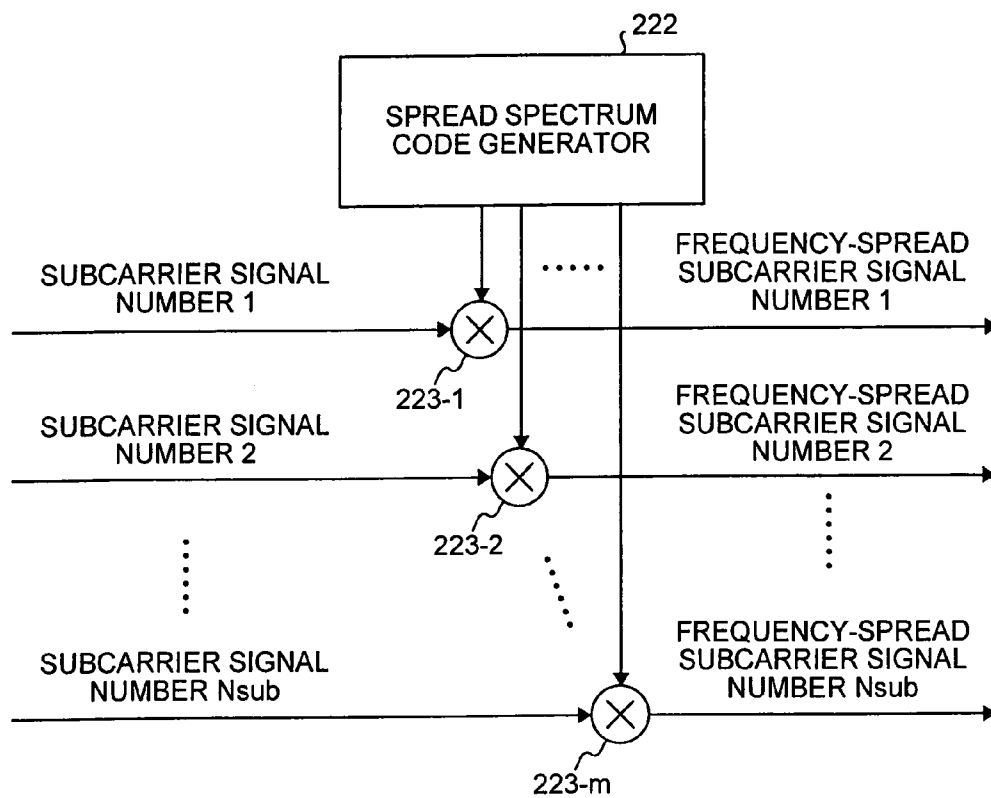 222
SPREAD SPECTRUM
CODE GENERATOR
SUBCARRIER SIGNAL
NUMBER 1
FREQUENCY-SPREAD
SUBCARRIER SIGNAL
NUMBER 1
223-1
SUBCARRIER SIGNAL
NUMBER 2
FREQUENCY-SPREAD
SUBCARRIER SIGNAL
NUMBER 2
223-2
SUBCARRIER SIGNAL
NUMBER Nsub
FREQUENCY-SPREAD
SUBCARRIER SIGNAL
NUMBER Nsub
223-m